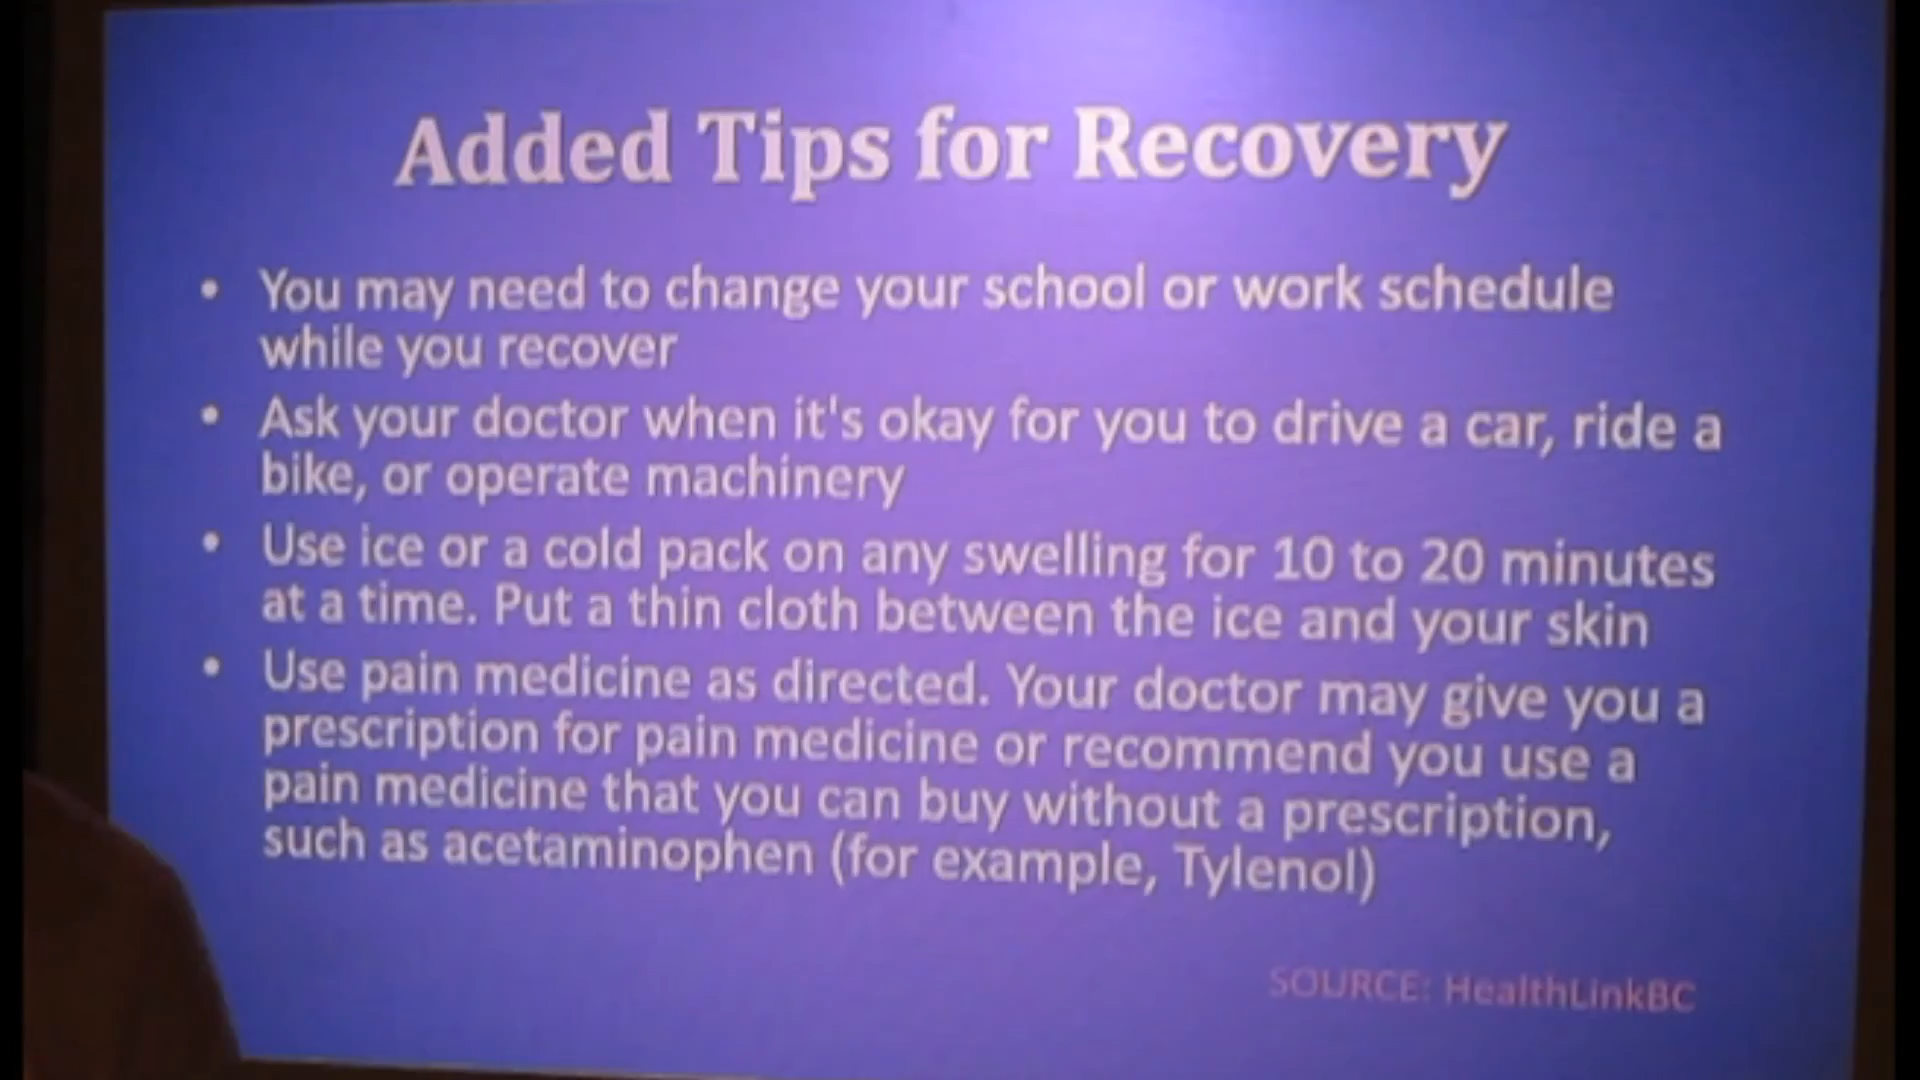 Added Tips for Recovery
• You may need to change your school or work schedule
while you recover
• Ask your doctor when it's okay for you to drive a car, ride a
bike, or operate machinery
• Use ice or a cold pack on any swelling for 10 to 20 minutes
at a time. Put a thin cloth between the ice and your skin
• Use pain medicine as directed. Your doctor may give you a
prescription for pain medicine or recommend you use a
pain medicine that you can buy without a prescription,
such as acetaminophen (for example, Tylenol)
SOURCE: HealthLinkBC